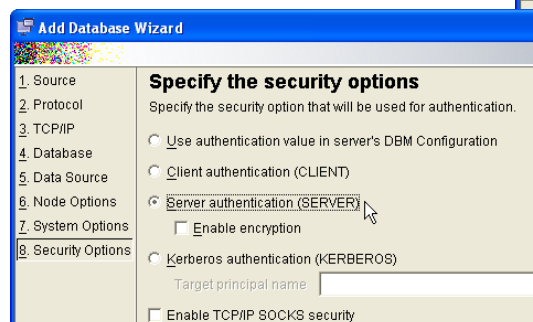 Add Database Wizard
1. Source
2. Protocol
3. TCP/IP
4. Database
5. Data Source
6. Node Options
7. System Options
8. Security Options
Specify the security options
Specify the security option that will be used for authentication.
Use authentication value in server's DBM Configuration
Client authentication (CLIENT)
Server authentication (SERVER)
Enable encryption
Kerberos authentication (KERBEROS)
Target principal name
Enable TCP/IP SOCKS security